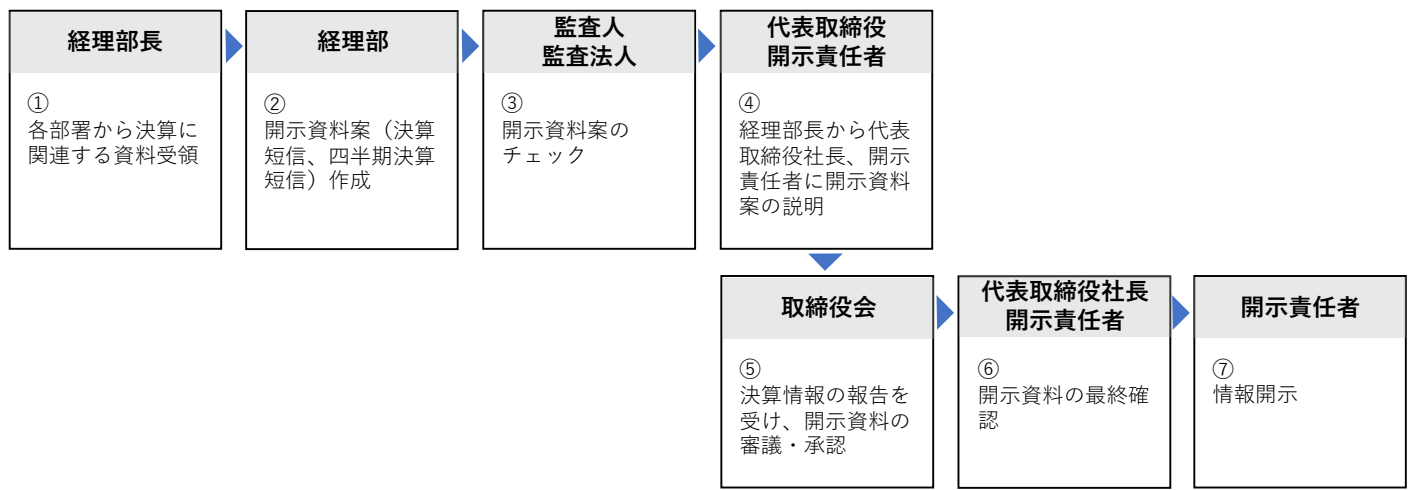 経理部長
①
各部署から決算に
関連する資料受領
経理部
②
開示資料案（決算
短信、四半期決算
短信）作成
監査人
監査法人
③
開示資料案の
チェック
代表取締役
開示責任者
④
経理部長から代表
取締役社長、開示
責任者に開示資料
案の説明
取締役会
⑤
決算情報の報告を
受け、開示資料の
審議・承認
代表取締役社長
開示責任者
⑥
開示資料の最終確
認
開示責任者
⑦
情報開示